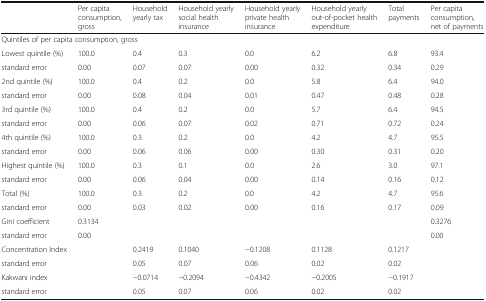 Per capita consumption, gross | Household yearly tax | Household yearly social health insurance | Household yearly private health insurance | Household yearly out-of-pocket health expenditure | Total payments | Per capita consumption, net of payments
Quintiles of per capita consumption, gross
Lowest quintile (%) 100.0 0.4 0.3 0.0 6.2 6.8 93.4
standard error 0.00 0.07 0.07 0.00 0.32 0.34 0.29
2nd quintile (%) 100.0 0.4 0.2 0.0 5.8 6.4 94.0
standard error 0.00 0.08 0.04 0.01 0.47 0.48 0.28
3rd quintile (%) 100.0 0.4 0.2 0.0 5.7 6.4 94.5
standard error 0.00 0.06 0.07 0.02 0.71 0.72 0.24
4th quintile (%) 100.0 0.3 0.2 0.0 4.2 4.7 95.5
standard error 0.00 0.06 0.06 0.00 0.30 0.31 0.20
Highest quintile (%) 100.0 0.3 0.1 0.0 2.6 3.0 97.1
standard error 0.00 0.06 0.04 0.00 0.14 0.16 0.12
Total (%) 100.0 0.3 0.2 0.0 4.2 4.7 95.6
standard error 0.00 0.03 0.02 0.00 0.16 0.17 0.09
Gini coefficient 0.3134 0.3276
standard error 0.00 0.00
Concentration Index 0.2419 0.1040 −0.1208 0.1128 0.1217
standard error 0.05 0.07 0.06 0.02 0.02
Kakwani index −0.0714 −0.2094 −0.4342 −0.2005 −0.1917
standard error 0.05 0.07 0.06 0.02 0.02